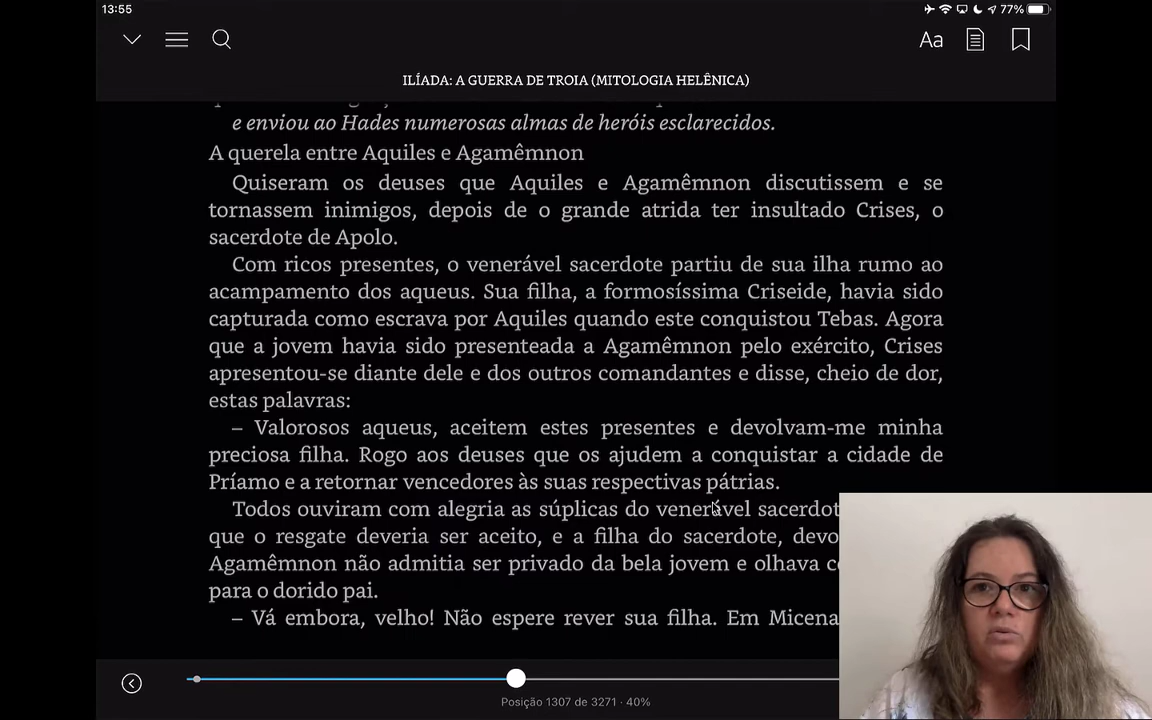 13:55
77%
Aa
ILÍADA: A GUERRA DE TROIA (MITOLOGIA HELÊNICA)
e enviou ao Hades numerosas almas de heróis esclarecidos.
A querela entre Aquiles e Agamêmnon
Quiseram os deuses que Aquiles e Agamêmnon discutissem e se
tornassem inimigos, depois de o grande atrida ter insultado Crises, o
sacerdote de Apolo.
Com ricos presentes, o venerável sacerdote partiu de sua ilha rumo ao
acampamento dos aqueus. Sua filha, a formosíssima Criseide, havia sido
capturada como escrava por Aquiles quando este conquistou Tebas. Agora
que a jovem havia sido presenteada a Agamêmnon pelo exército, Crises
apresentou-se diante dele e dos outros comandantes e disse, cheio de dor,
estas palavras:
– Valorosos aqueus, aceitem estes presentes e devolvam-me minha
preciosa filha. Rogo aos deuses que os ajudem a conquistar a cidade de
Príamo e a retornar vencedores às suas respectivas pátrias.
Todos ouviram com alegria as súplicas do venerável
que o resgate deveria ser aceito, e a filha do sacerdote,
Agamêmnon não admitia ser privado da bela jovem e olhava
para o dorido pai.
– Vá embora, velho! Não espere rever sua filha. Em
Posição 1307 de 3271 · 40%